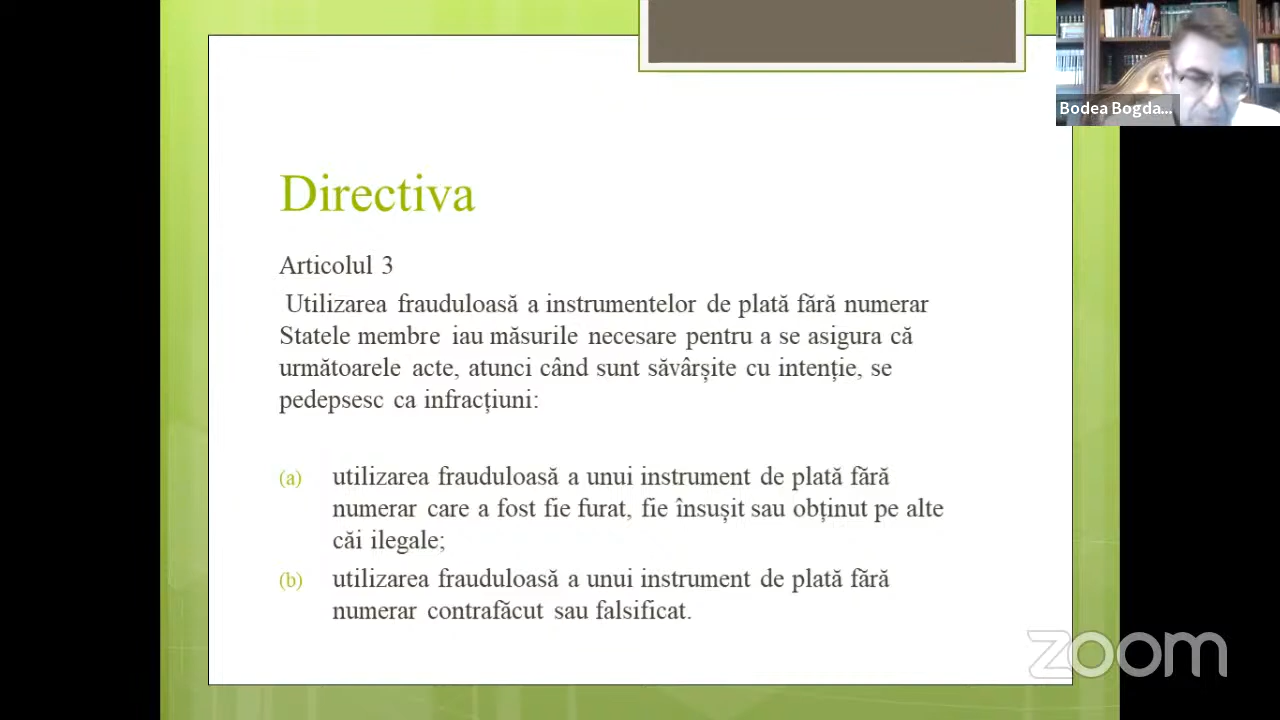 Bodea Bogda...
Directiva
Articolul 3
Utilizarea frauduloasă a instrumentelor de plată fără numerar
Statele membre iau măsurile necesare pentru a se asigura că
următoarele acte, atunci când sunt săvârșite cu intenție, se
pedepsesc ca infracțiuni:
(a) utilizarea frauduloasă a unui instrument de plată fără
numerar care a fost fie furat, fie însușit sau obținut pe alte
căi ilegale;
(b) utilizarea frauduloasă a unui instrument de plată fără
numerar contrafăcut sau falsificat.
zoom